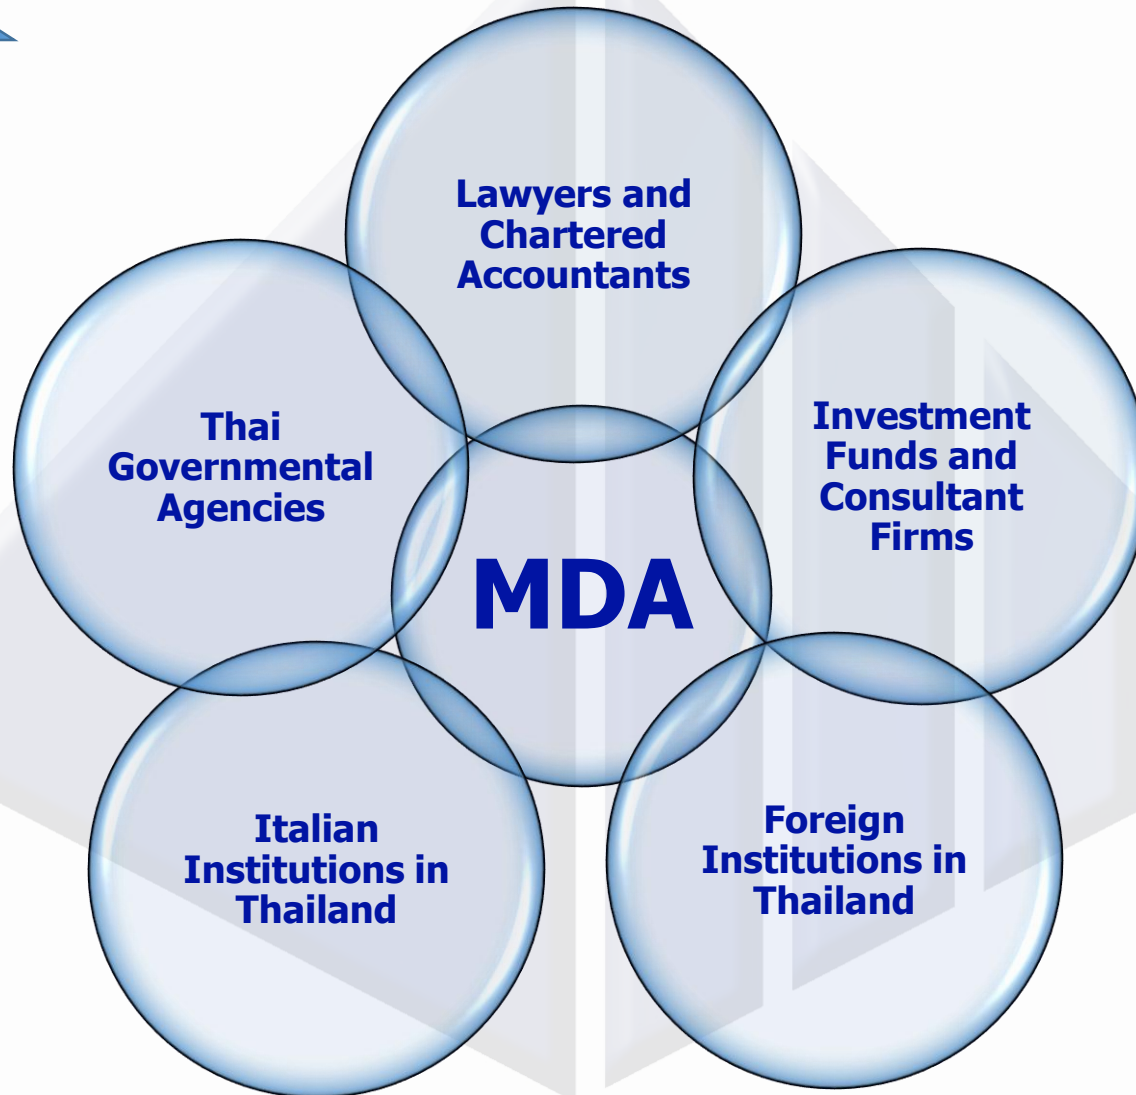 Lawyers and
Chartered
Accountants
Thai
Governmental
Agencies
Investment
Funds and
Consultant
Firms
MDA
Italian
Institutions in
Thailand
Foreign
Institutions in
Thailand